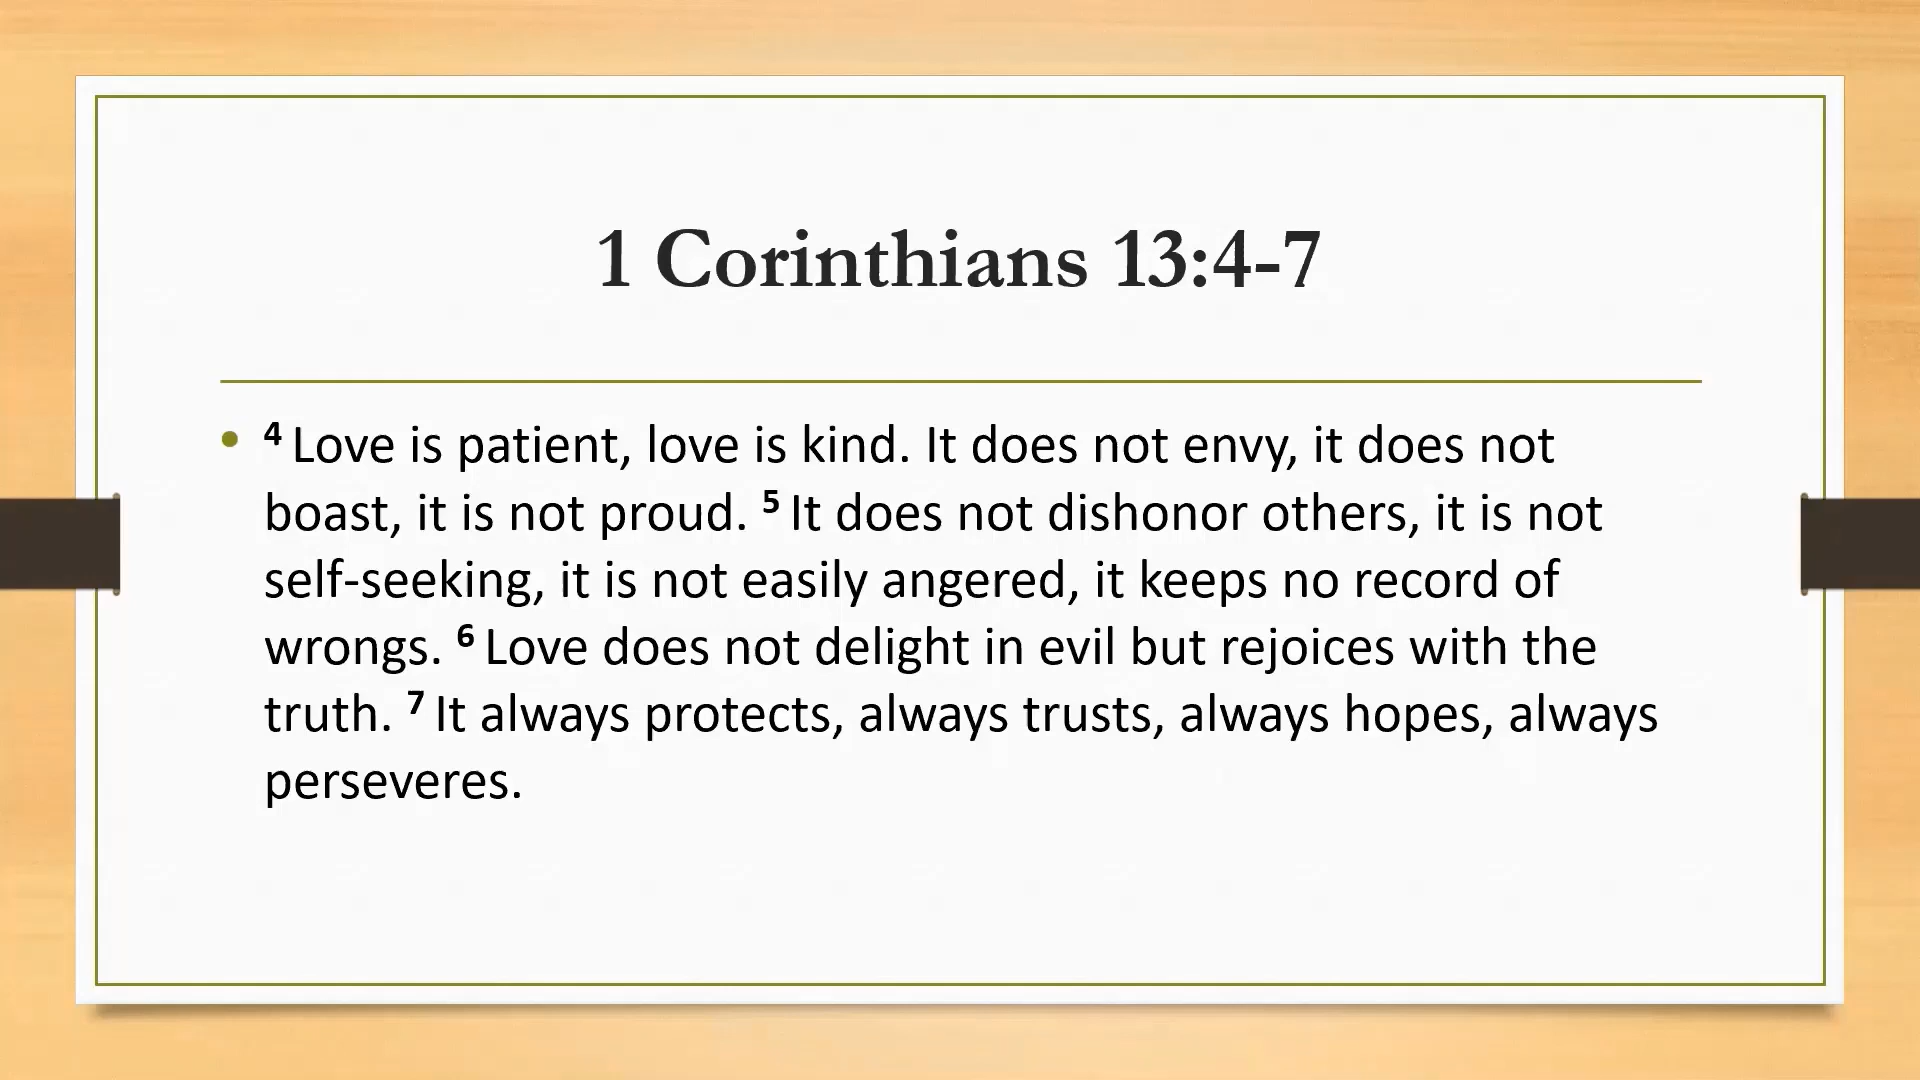 1 Corinthians 13:4-7
• ⁴ Love is patient, love is kind. It does not envy, it does not
boast, it is not proud. ⁵ It does not dishonor others, it is not
self-seeking, it is not easily angered, it keeps no record of
wrongs. ⁶ Love does not delight in evil but rejoices with the
truth. ⁷ It always protects, always trusts, always hopes, always
perseveres.